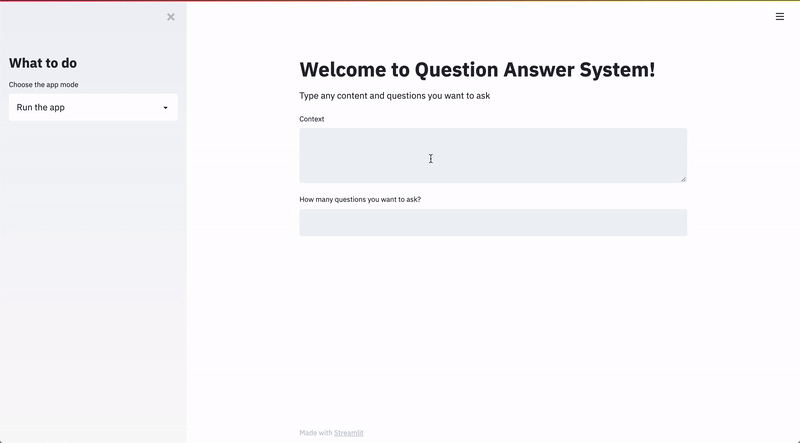 What to do
Choose the app mode
Run the app
Welcome to Question Answer System!
Type any content and questions you want to ask
Context
How many questions you want to ask?
Made with Streamlit